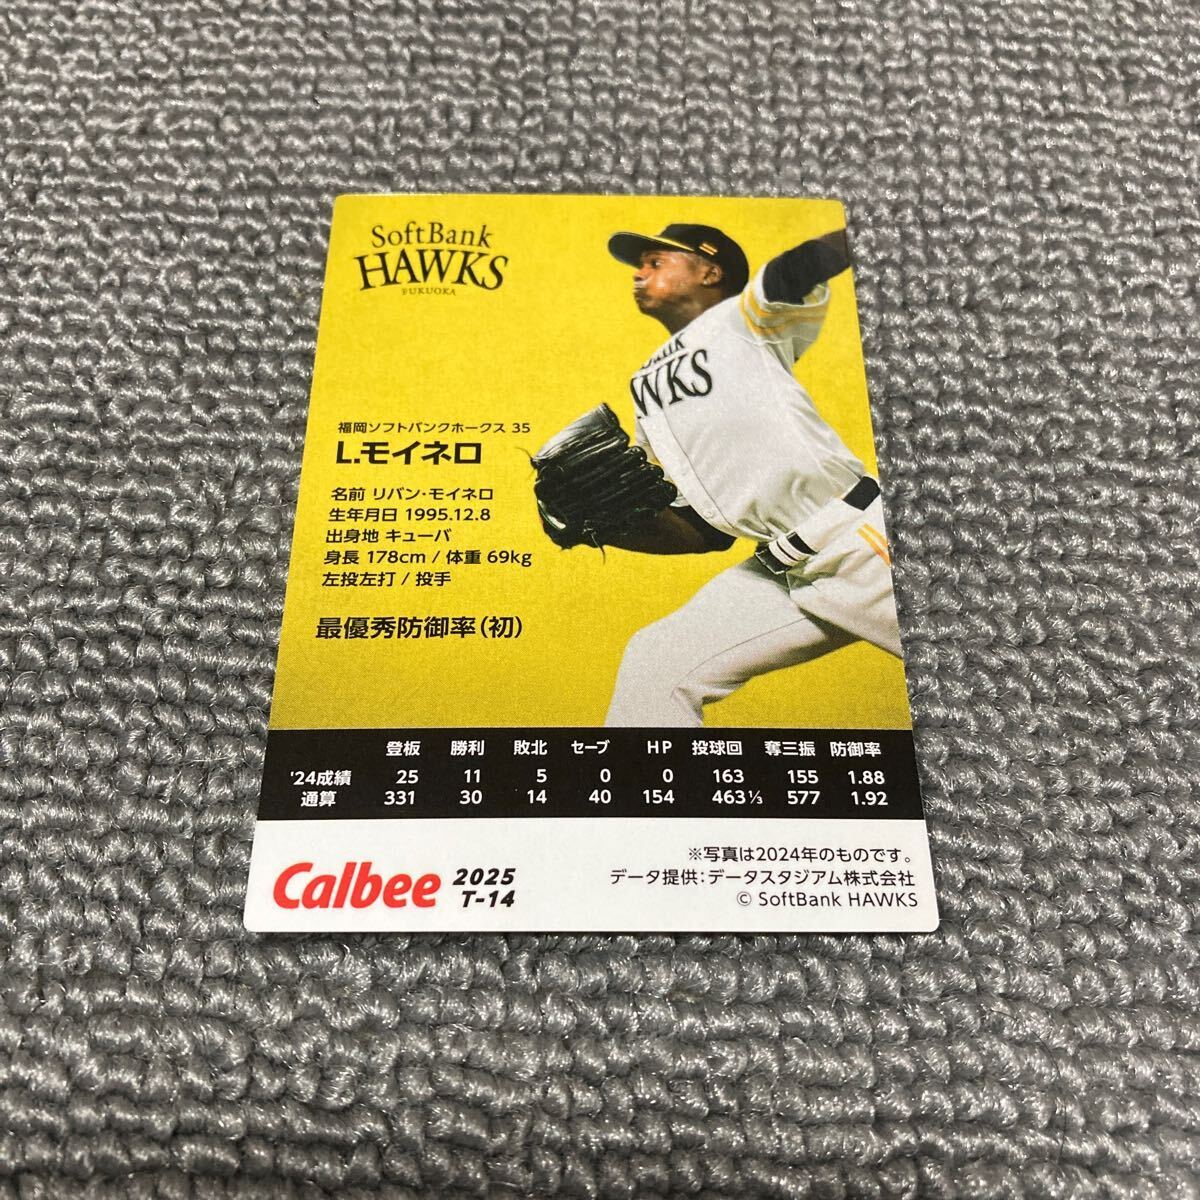 SoftBank
HAWKS
FUKUOKA
HAWKS
福岡ソフトバンクホークス 35
L.モイネロ
名前 リバン・モイネロ
生年月日 1995.12.8
出身地 キューバ
身長 178cm / 体重 69kg
左投左打 / 投手
最優秀防御率(初)
登板 勝利 敗北 セーブ HP 投球回 奪三振 防御率
'24成績 25 11 5 0 0 163 155 1.88
通算 331 30 14 40 154 463⅓ 577 1.92
※写真は2024年のものです。
データ提供:データスタジアム株式会社
© SoftBank HAWKS
Calbee 2025
T-14